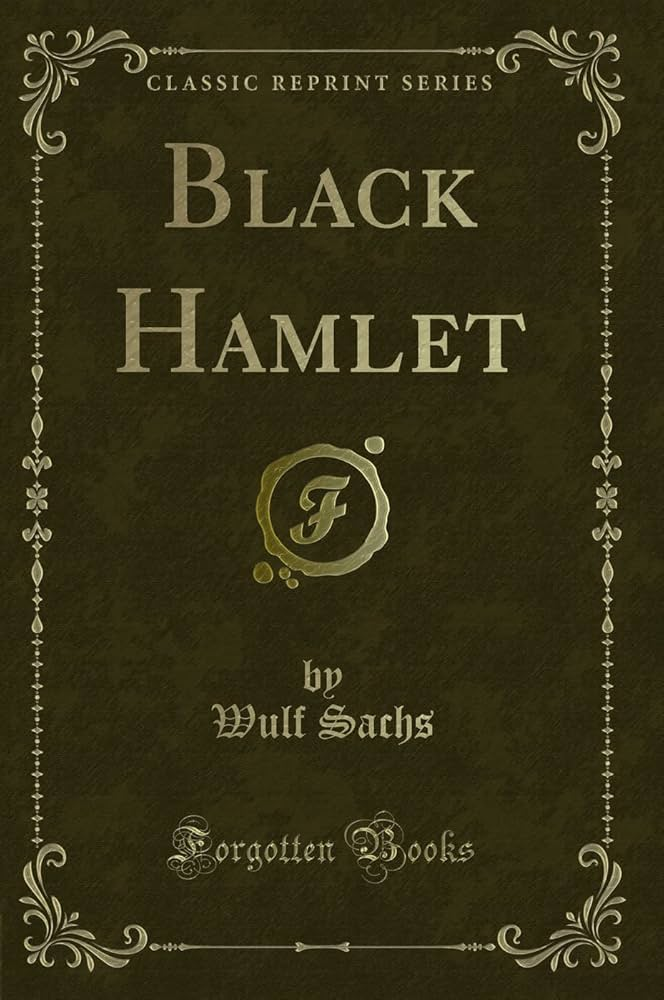 CLASSIC REPRINT SERIES
BLACK
HAMLET
F
by
Wulf Sachs
Forgotten Books